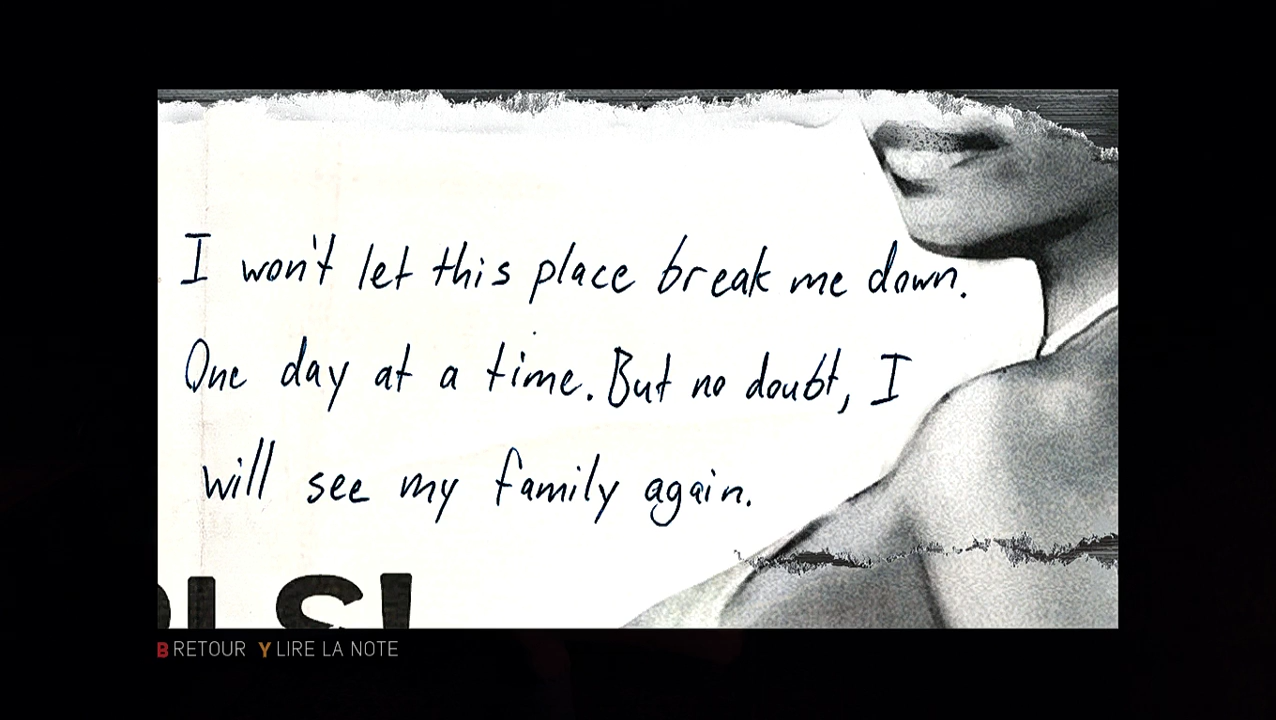 I won't let this place break me down.
One day at a time. But no doubt, I
will see my family again.
LS!
B RETOUR Y LIRE LA NOTE